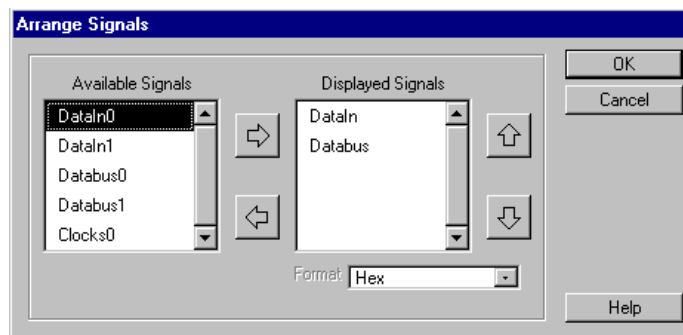 Arrange Signals
Available Signals
DataIn0
DataIn1
Databus0
Databus1
Clocks0
Displayed Signals
DataIn
Databus
Format Hex
OK
Cancel
Help